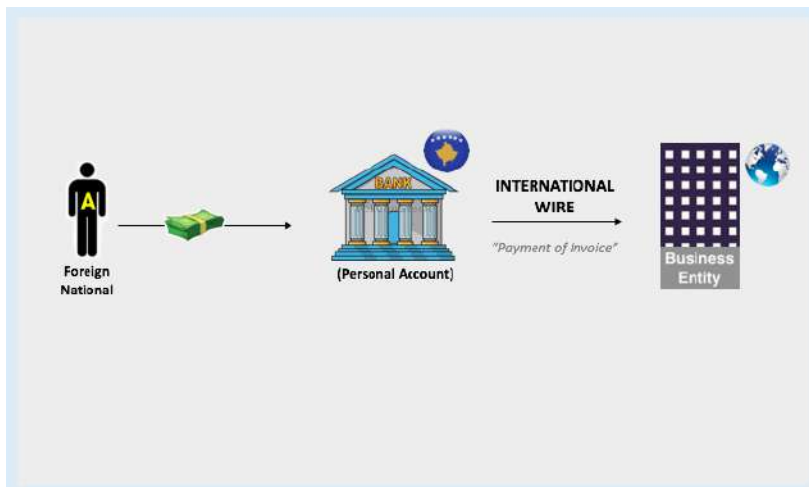 A
Foreign
National
BANK
(Personal Account)
INTERNATIONAL
WIRE
"Payment of Invoice"
Business
Entity